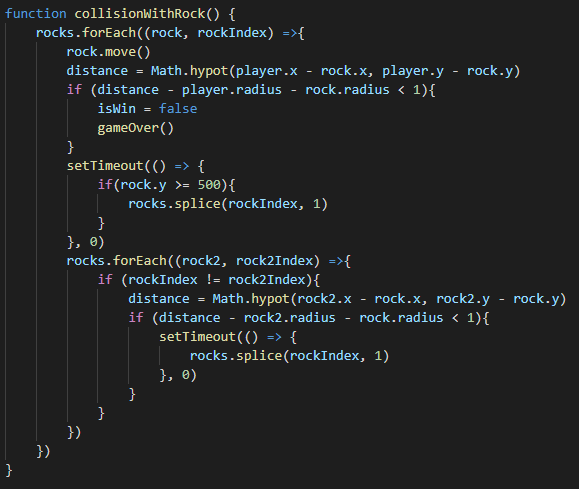 function collisionWithRock() {
    rocks.forEach((rock, rockIndex) =>{
        rock.move()
        distance = Math.hypot(player.x - rock.x, player.y - rock.y)
        if (distance - player.radius - rock.radius < 1){
            isWin = false
            gameOver()
        }
        setTimeout(() => {
            if(rock.y >= 500){
                rocks.splice(rockIndex, 1)
            }
        }, 0)
        rocks.forEach((rock2, rock2Index) =>{
            if (rockIndex != rock2Index){
                distance = Math.hypot(rock2.x - rock.x, rock2.y - rock.y)
                if (distance - rock2.radius - rock.radius < 1){
                    setTimeout(() => {
                        rocks.splice(rockIndex, 1)
                    }, 0)
                }
            }
        })
    })
}